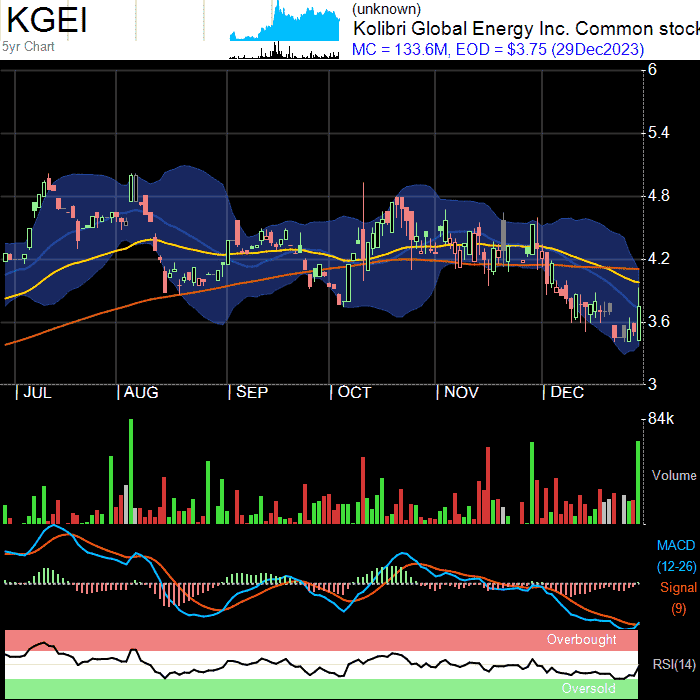 KGEI
5yr Chart
(unknown)
Kolibri Global Energy Inc. Common stock
MC = 133.6M, EOD = $3.75 (29Dec2023)
6
5.4
4.8
4.2
3.6
3
JUL AUG SEP OCT NOV DEC
84k
Volume
MACD
(12-26)
Signal
(9)
Overbought
RSI(14)
Oversold